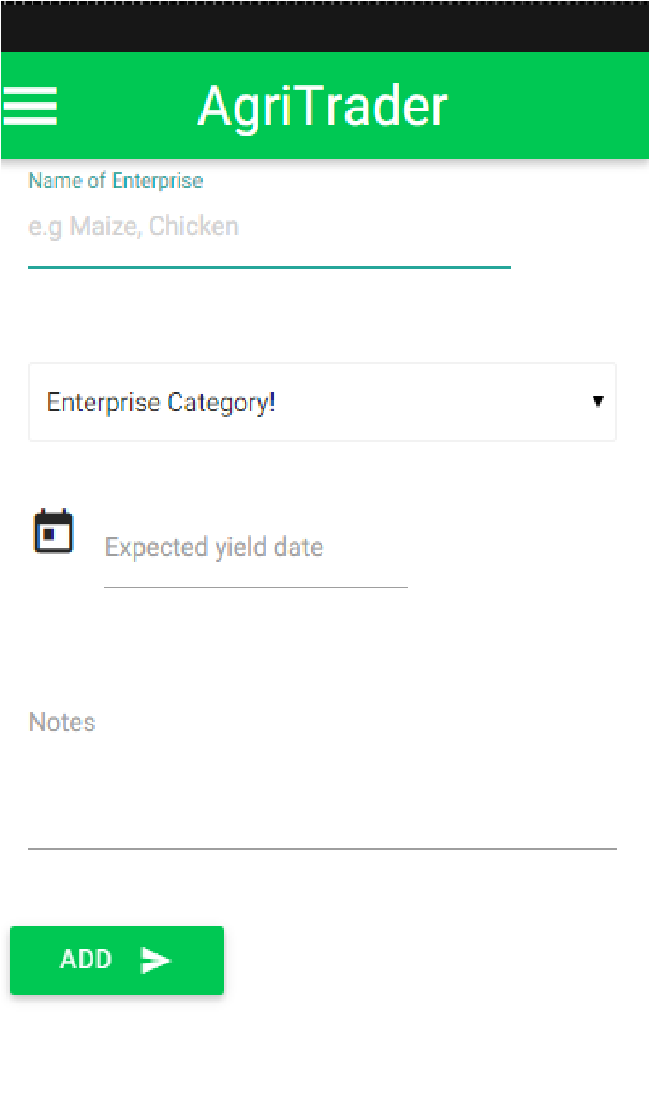 AgriTrader
Name of Enterprise
e.g Maize, Chicken
Enterprise Category!
Expected yield date
Notes
ADD